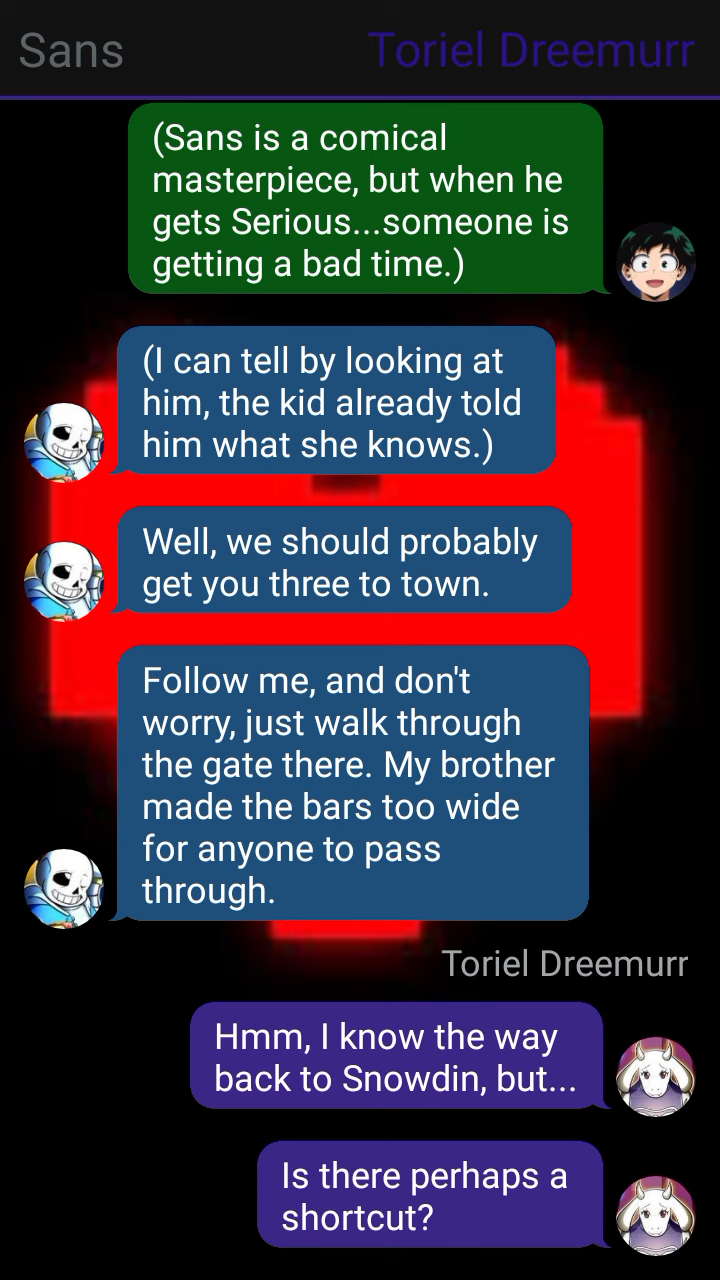 Sans
Toriel Dreemurr
(Sans is a comical
masterpiece, but when he
gets Serious...someone is
getting a bad time.)
(I can tell by looking at
him, the kid already told
him what she knows.)
Well, we should probably
get you three to town.
Follow me, and don't
worry, just walk through
the gate there. My brother
made the bars too wide
for anyone to pass
through.
Toriel Dreemurr
Hmm, I know the way
back to Snowdin, but...
Is there perhaps a
shortcut?